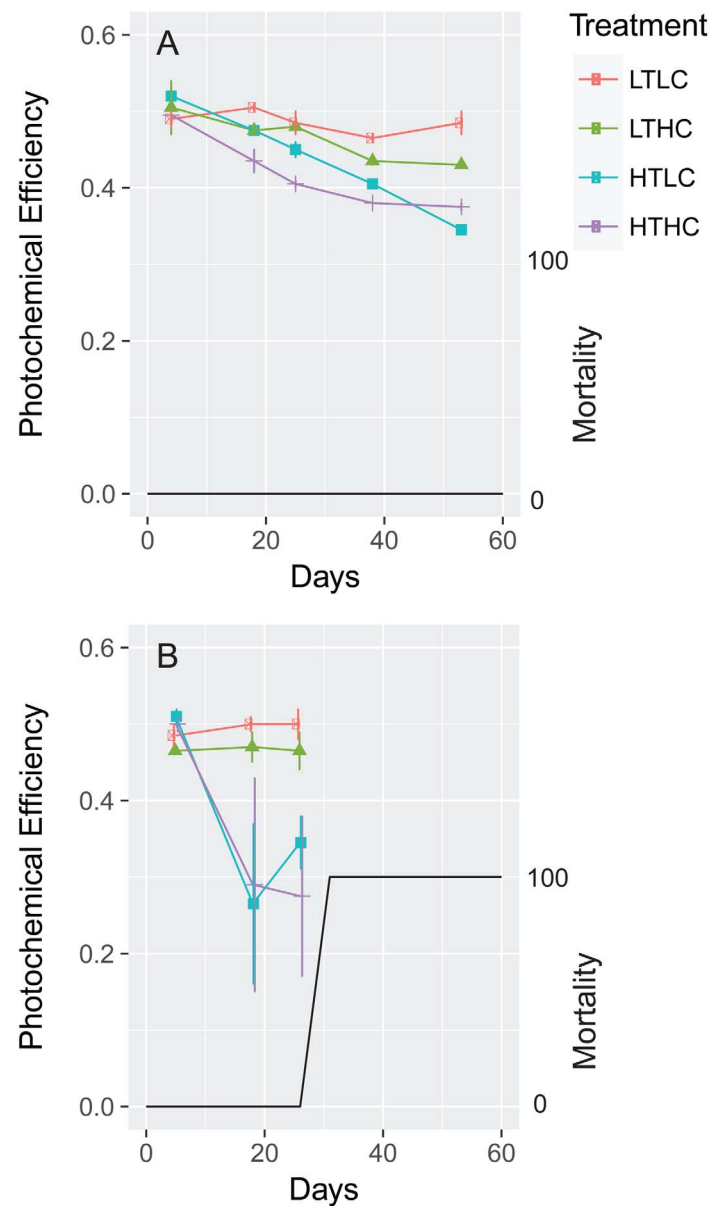 Treatment
LTLC
LTHC
HTLC
HTHC
A
Photochemical Efficiency
0.6
0.4
0.2
0.0
100
0
Mortality
0 20 40 60
Days
B
Photochemical Efficiency
0.6
0.4
0.2
0.0
100
0
Mortality
0 20 40 60
Days